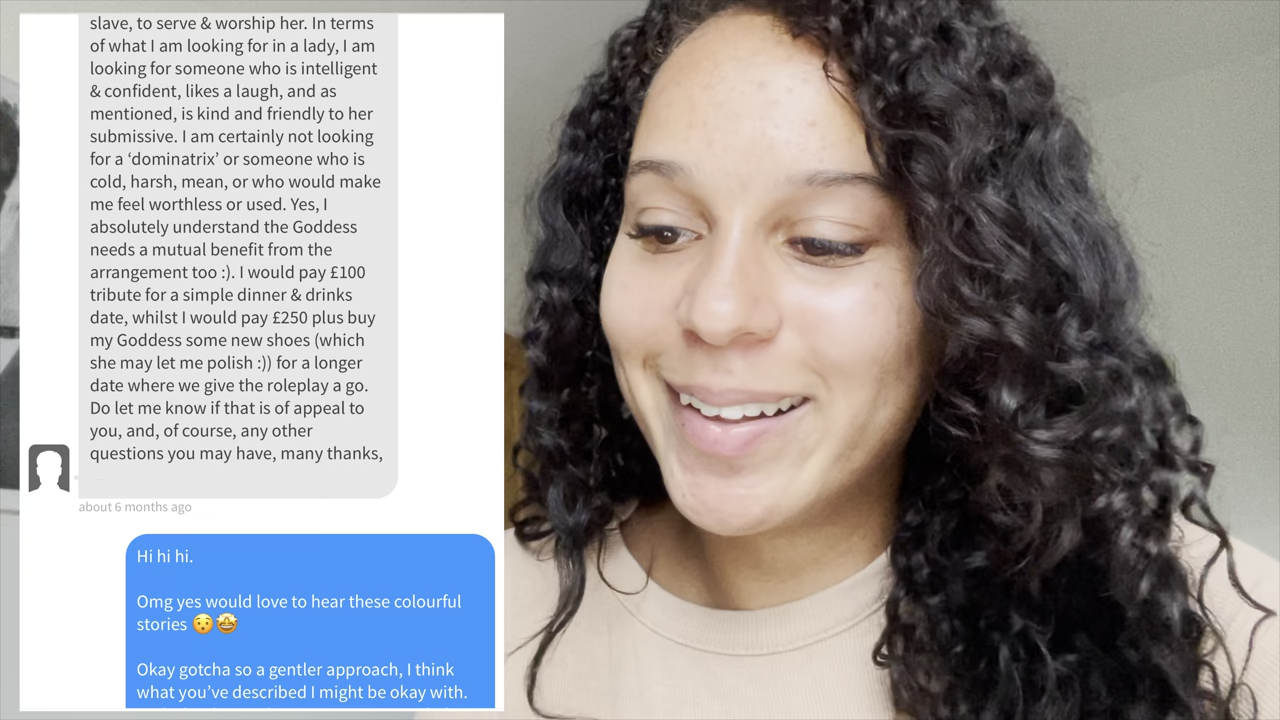 slave, to serve & worship her. In terms
of what I am looking for in a lady, I am
looking for someone who is intelligent
& confident, likes a laugh, and as
mentioned, is kind and friendly to her
submissive. I am certainly not looking
for a ‘dominatrix’ or someone who is
cold, harsh, mean, or who would make
me feel worthless or used. Yes, I
absolutely understand the Goddess
needs a mutual benefit from the
arrangement too :). I would pay £100
tribute for a simple dinner & drinks
date, whilst I would pay £250 plus buy
my Goddess some new shoes (which
she may let me polish :)) for a longer
date where we give the roleplay a go.
Do let me know if that is of appeal to
you, and, of course, any other
questions you may have, many thanks,
about 6 months ago
Hi hi hi.
Omg yes would love to hear these colourful
stories 😯🤩
Okay gotcha so a gentler approach, I think
what you’ve described I might be okay with.